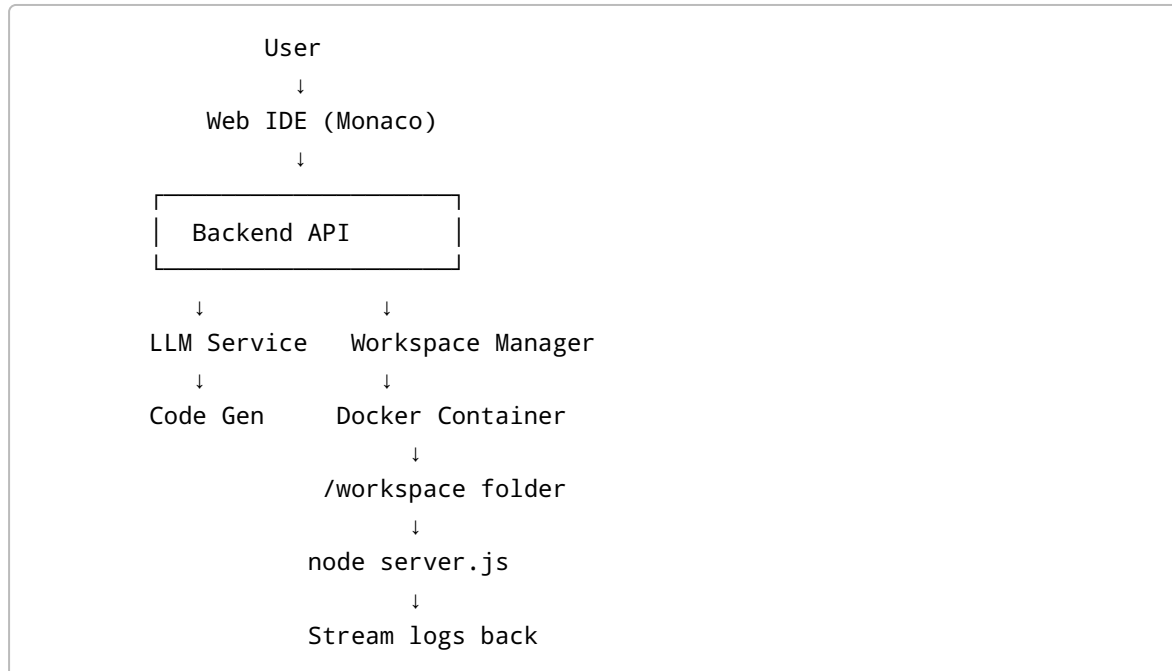 User
↓
Web IDE (Monaco)
↓
Backend API
↓ ↓
LLM Service Workspace Manager
↓ ↓
Code Gen Docker Container
↓
/workspace folder
↓
node server.js
↓
Stream logs back